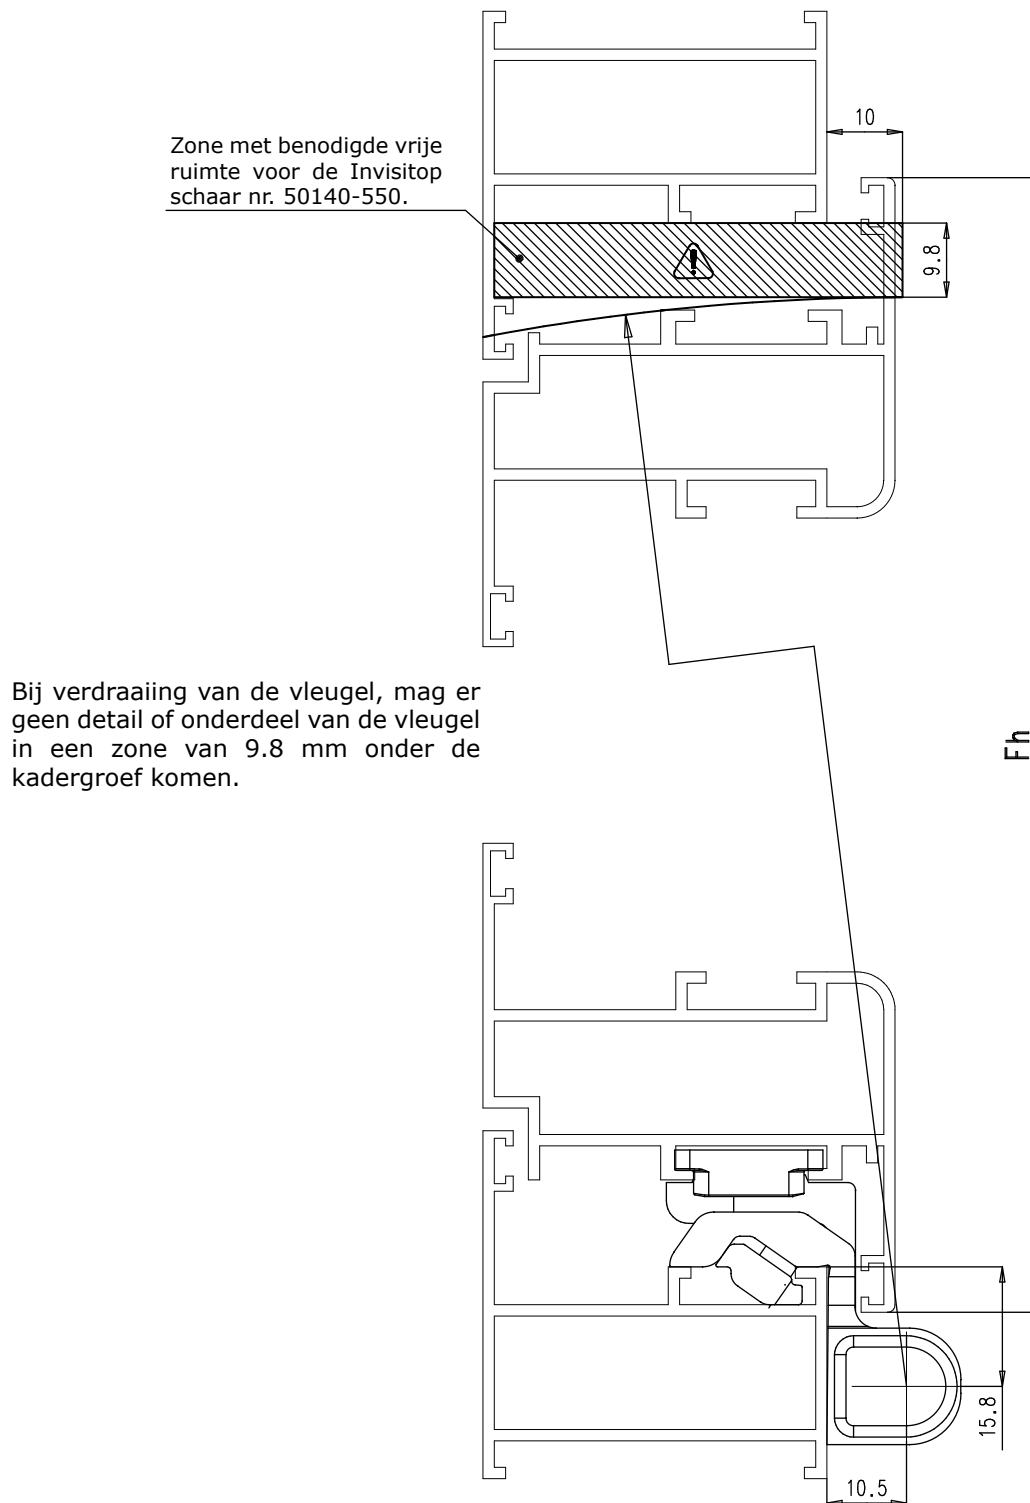 10
Zone met benodigde vrije
ruimte voor de Invisitop
schaar nr. 50140-550.
9.8
Bij verdraaiing van de vleugel, mag er
geen detail of onderdeel van de vleugel
in een zone van 9.8 mm onder de
kadergroef komen.
Fh
15.8
10.5